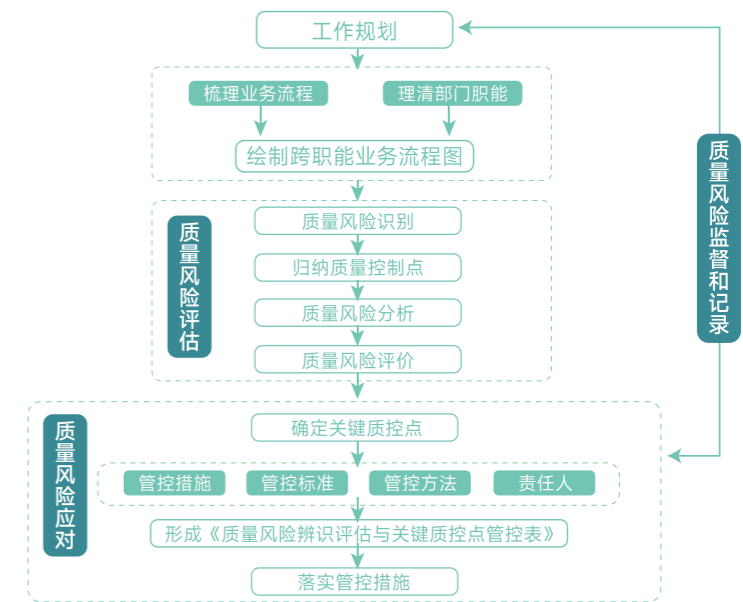 工作规划
梳理业务流程
理清部门职能
绘制跨职能业务流程图
质量风险评估
质量风险识别
归纳质量控制点
质量风险分析
质量风险评价
质量风险监督和记录
质量风险应对
确定关键质控点
管控措施
管控标准
管控方法
责任人
形成《质量风险辨识评估与关键质控点管控表》
落实管控措施